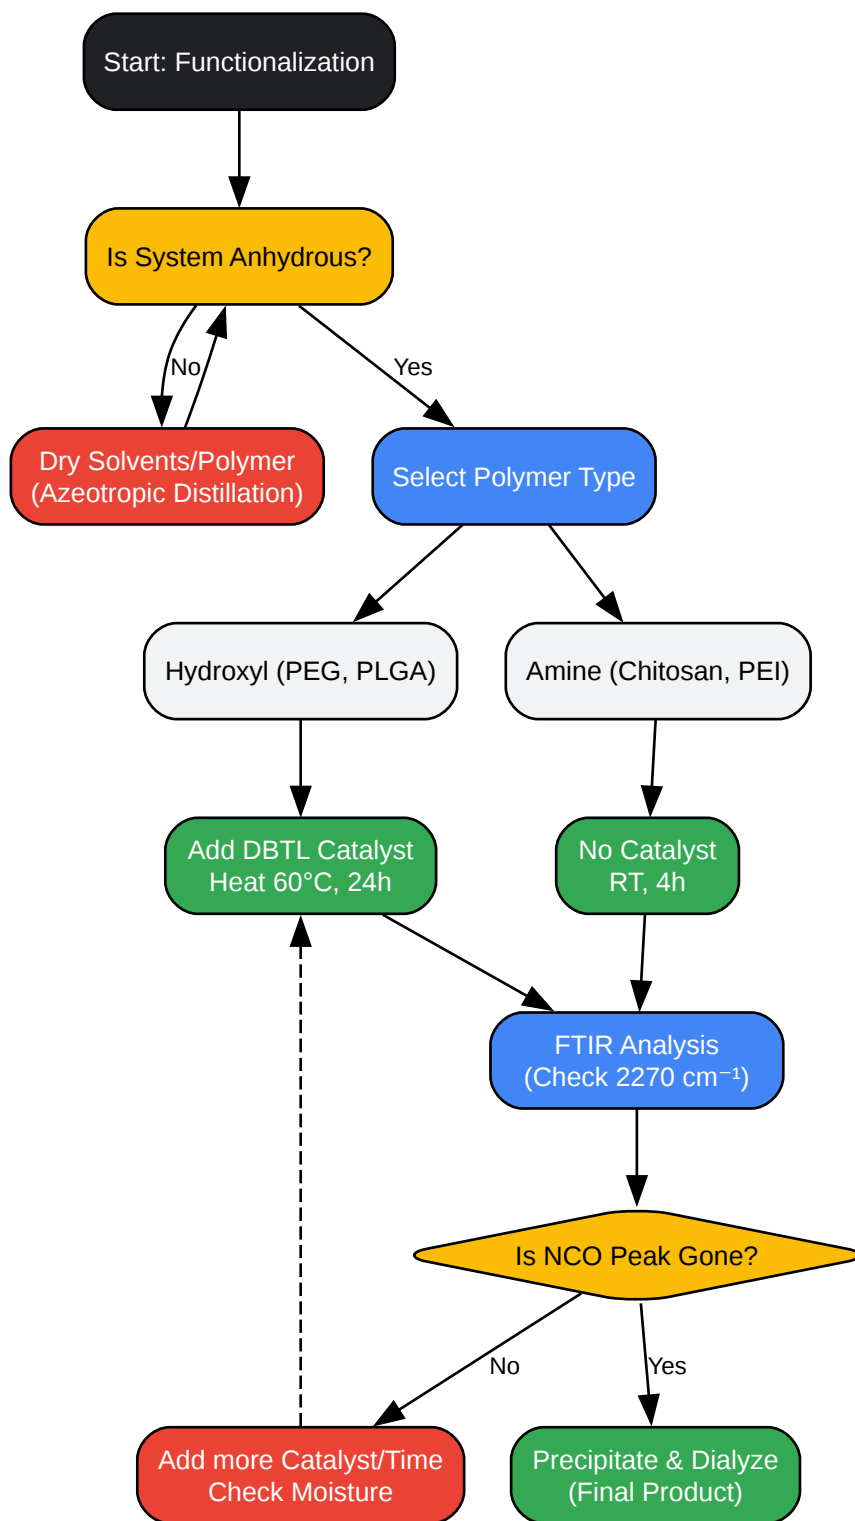 Start: Functionalization
Is System Anhydrous?
No
Yes
Dry Solvents/Polymer
(Azeotropic Distillation)
Select Polymer Type
Hydroxyl (PEG, PLGA)
Amine (Chitosan, PEI)
Add DBTL Catalyst
Heat 60°C, 24h
No Catalyst
RT, 4h
FTIR Analysis
(Check 2270 cm⁻¹)
Is NCO Peak Gone?
No
Yes
Add more Catalyst/Time
Check Moisture
Precipitate & Dialyze
(Final Product)